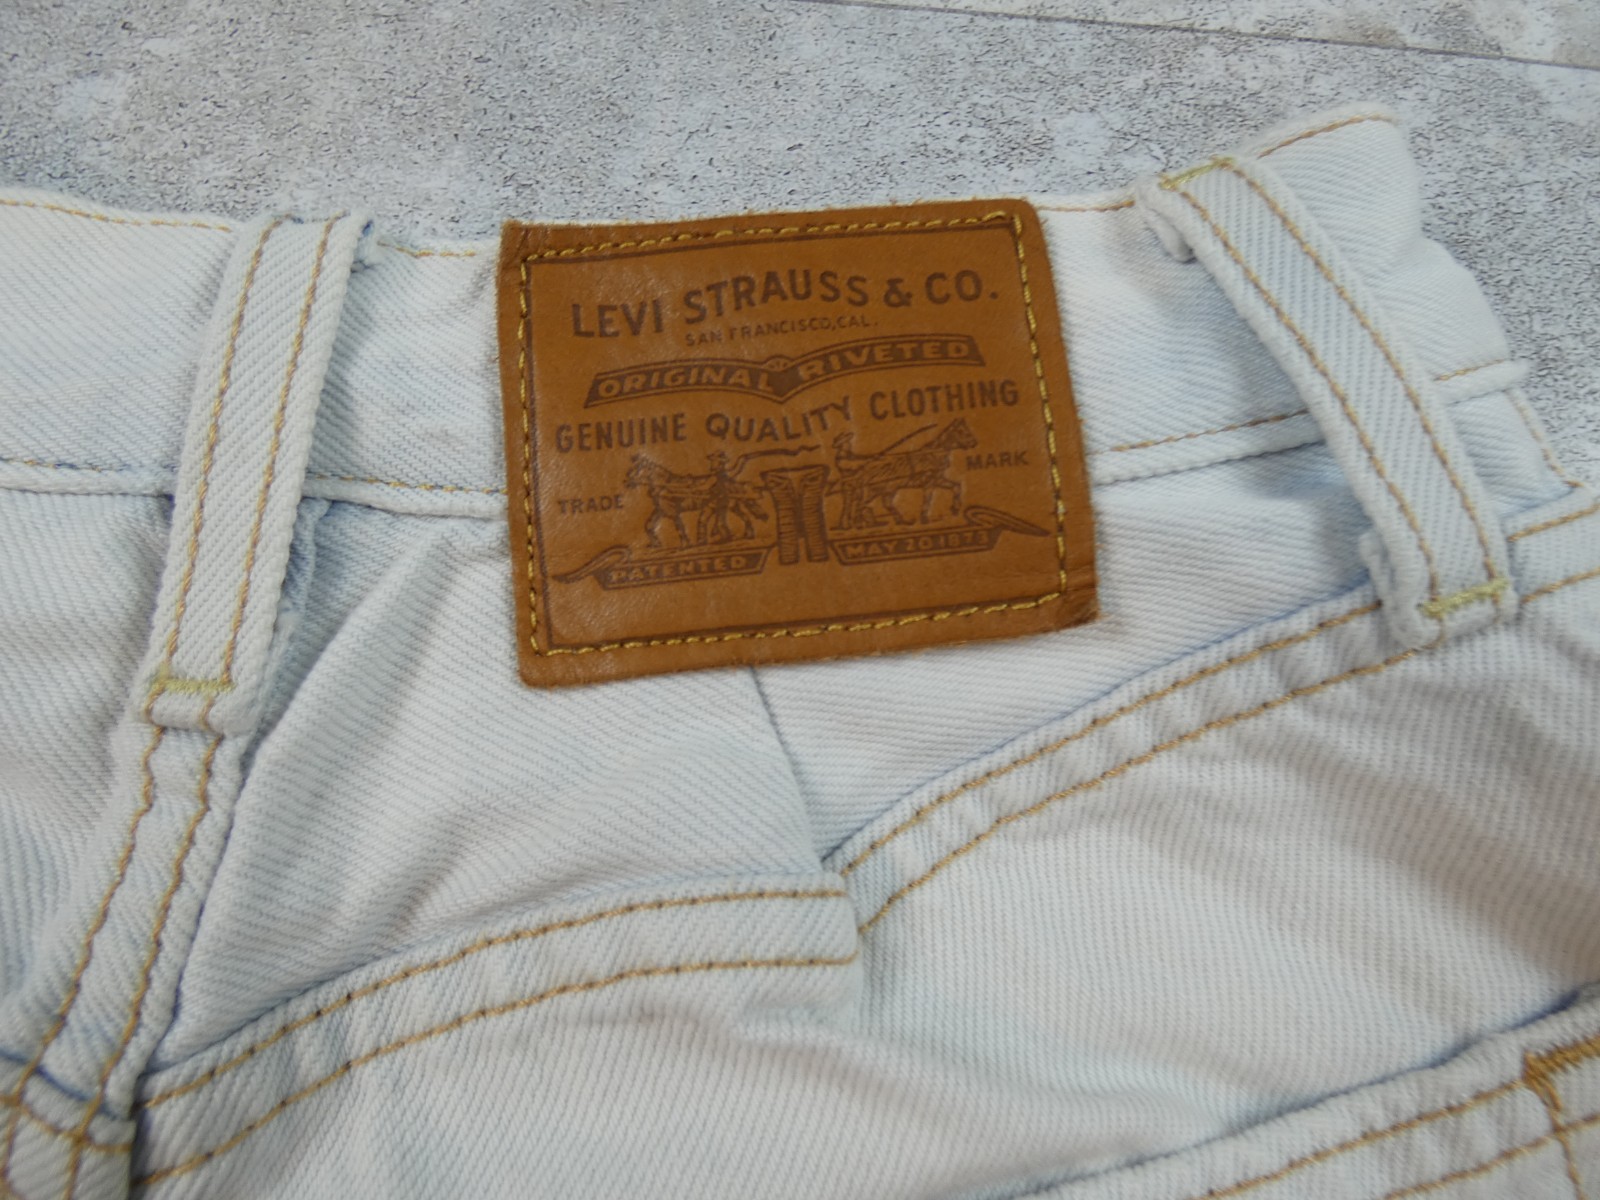 LEVI STRAUSS & CO.
SAN FRANCISCO, CAL.
ORIGINAL RIVETED
GENUINE QUALITY CLOTHING
TRADE MARK
PATENTED MAY 20 1873